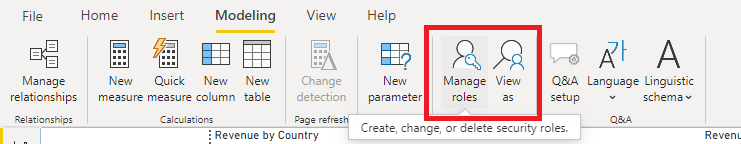 File Home Insert Modeling View Help
Manage relationships
New measure
Quick measure
New column
New table
Change detection
New parameter
Manage roles
View as
Q&A setup
Language
Linguistic schema
Relationships
Calculations
Page refresh
Q&A
Create, change, or delete security roles.
Revenue by Country